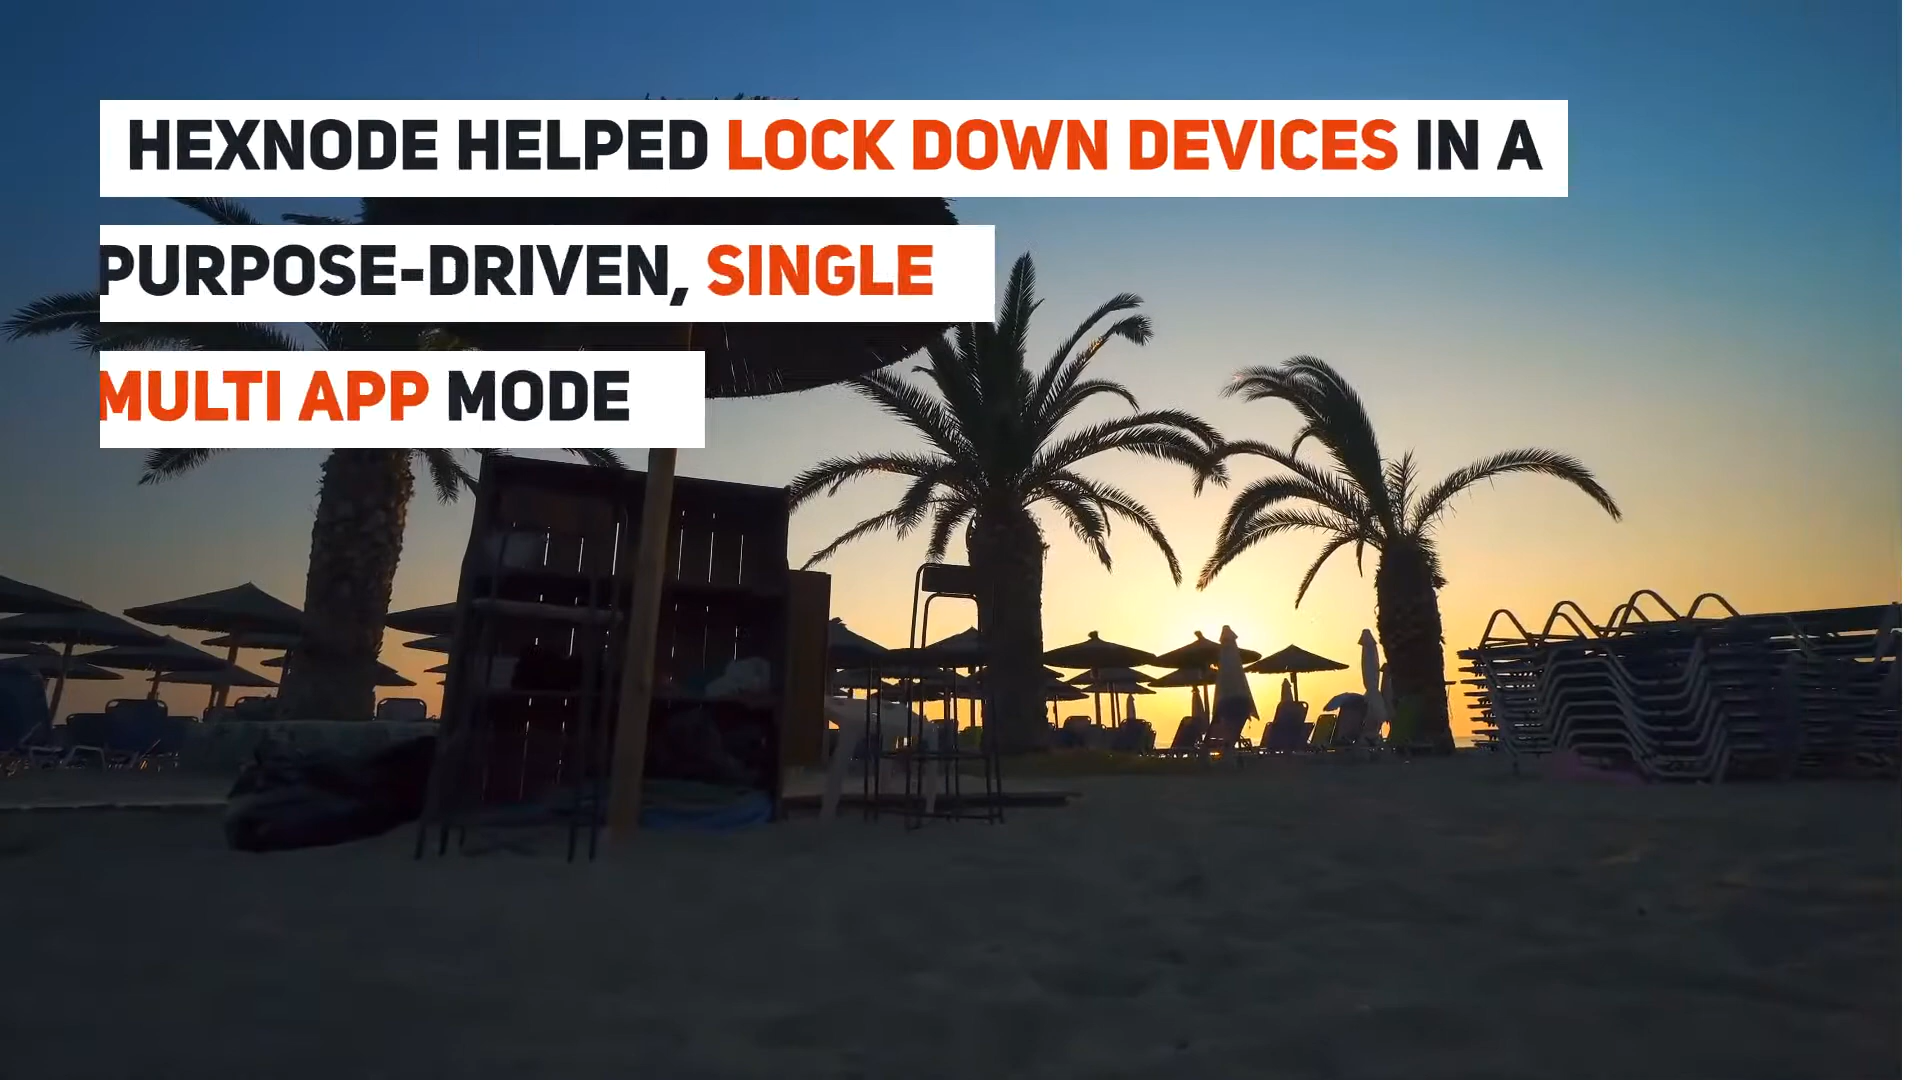 HEXNODE HELPED LOCK DOWN DEVICES IN A
PURPOSE-DRIVEN, SINGLE
MULTI APP MODE